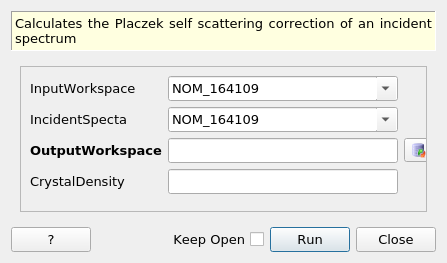 Calculates the Placzek self scattering correction of an incident
spectrum
InputWorkspace NOM_164109
IncidentSpecta NOM_164109
OutputWorkspace
CrystalDensity
? Keep Open Run Close